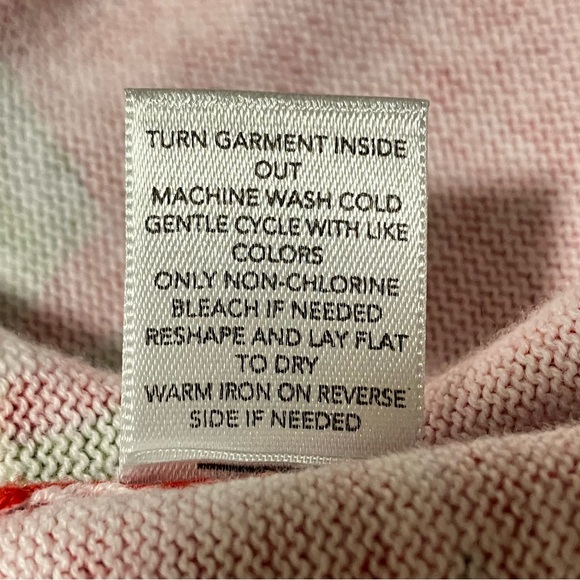 TURN GARMENT INSIDE
OUT
MACHINE WASH COLD
GENTLE CYCLE WITH LIKE
COLORS
ONLY NON-CHLORINE
BLEACH IF NEEDED
RESHAPE AND LAY FLAT
TO DRY
WARM IRON ON REVERSE
SIDE IF NEEDED